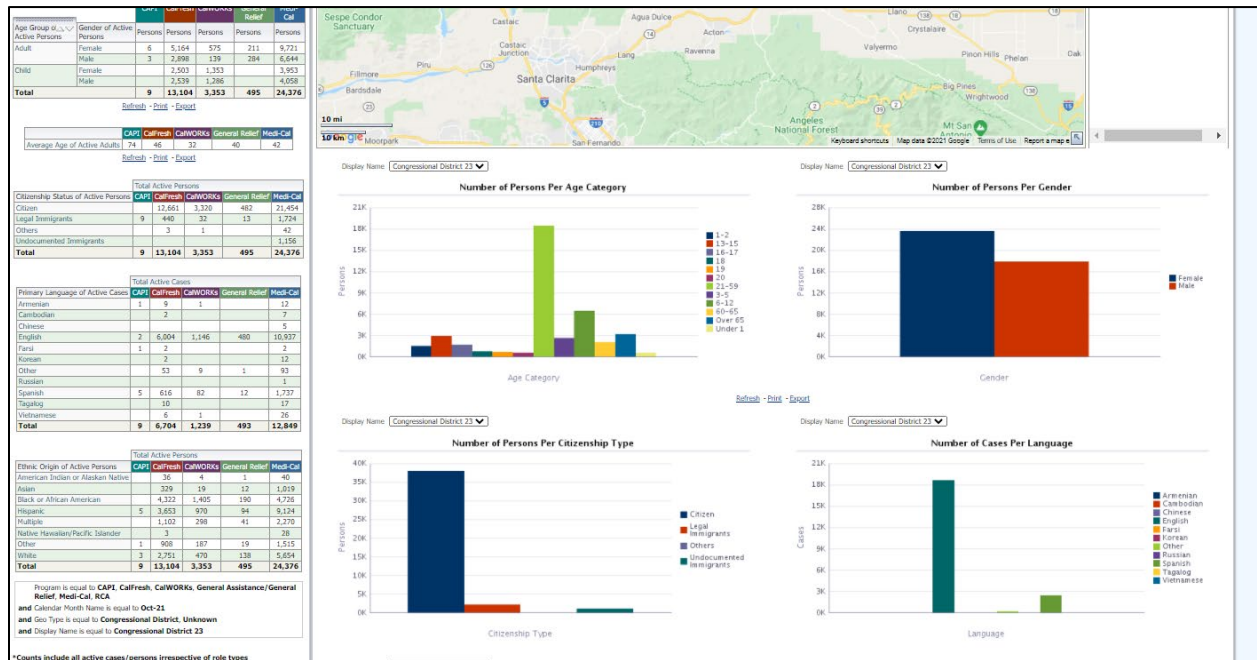 CAPI CalFresh CalWORKs General Relief Medi-Cal
Age Group of Active Persons Gender of Active Persons Persons Persons Persons Persons Persons
Adult Female 6 5,164 575 211 9,721
Male 3 2,898 139 284 6,644
Child Female 2,503 1,353 3,953
Male 2,539 1,286 4,058
Total 9 13,104 3,353 495 24,376
Refresh - Print - Export
CAPI CalFresh CalWORKs General Relief Medi-Cal
Average Age of Active Adults 74 46 32 40 42
Refresh - Print - Export
Total Active Persons
Citizenship Status of Active Persons CAPI CalFresh CalWORKs General Relief Medi-Cal
Citizen 12,661 3,320 482 21,454
Legal Immigrants 9 440 32 13 1,724
Others 3 1 42
Undocumented Immigrants 1,156
Total 9 13,104 3,353 495 24,376
Total Active Cases
Primary Language of Active Cases CAPI CalFresh CalWORKs General Relief Medi-Cal
Armenian 1 9 1 12
Cambodian 2 7
Chinese 5
English 2 6,004 1,146 480 10,937
Farsi 1 2 2
Korean 2 12
Other 53 9 1 93
Russian 1
Spanish 5 616 82 12 1,737
Tagalog 10 17
Vietnamese 6 1 26
Total 9 6,704 1,239 493 12,849
Total Active Persons
Ethnic Origin of Active Persons CAPI CalFresh CalWORKs General Relief Medi-Cal
American Indian or Alaskan Native 36 4 1 40
Asian 329 19 12 1,019
Black or African American 4,322 1,405 190 4,726
Hispanic 5 3,653 970 94 9,124
Multiple 1,102 298 41 2,270
Native Hawaiian/Pacific Islander 3 28
Other 1 908 187 19 1,515
White 3 2,751 470 138 5,654
Total 9 13,104 3,353 495 24,376
Program is equal to CAPI, CalFresh, CalWORKs, General Assistance/General
Relief, Medi-Cal, RCA
and Calendar Month Name is equal to Oct-21
and Geo Type is equal to Congressional District, Unknown
and Display Name is equal to Congressional District 23
*Counts include all active cases/persons irrespective of role types
Sespe Condor
Sanctuary
Castaic
Agua Dulce
Llano
138
18
Crystalaire
14
Acton
Castaic
Junction
Lang
Ravenna
Valyermo
Pinon Hills
Phelan
Oak
Piru
126
Humphreys
Fillmore
Santa Clarita
Bardsdale
Big Pines
138
15
Wrightwood
23
5
2
39
2
10 mi
210
Angeles
National Forest
Mt San
Antonio
10 km
Moorpark
San Fernando
Keyboard shortcuts Map data ©2021 Google Terms of Use Report a map e
Display Name Congressional District 23
Number of Persons Per Age Category
21K
18K
15K
12K
9K
6K
3K
0K
Persons
Age Category
1-2
13-15
16-17
18
19
20
21-59
3-5
6-12
60-65
Over 65
Under 1
Display Name Congressional District 23
Number of Persons Per Gender
28K
24K
20K
16K
12K
8K
4K
0K
Persons
Gender
Female
Male
Refresh - Print - Export
Display Name Congressional District 23
Number of Persons Per Citizenship Type
40K
35K
30K
25K
20K
15K
10K
5K
0K
Persons
Citizenship Type
Citizen
Legal
Immigrants
Others
Undocumented
Immigrants
Display Name Congressional District 23
Number of Cases Per Language
21K
18K
15K
12K
9K
6K
3K
0K
Cases
Language
Armenian
Cambodian
Chinese
English
Farsi
Korean
Other
Russian
Spanish
Tagalog
Vietnamese